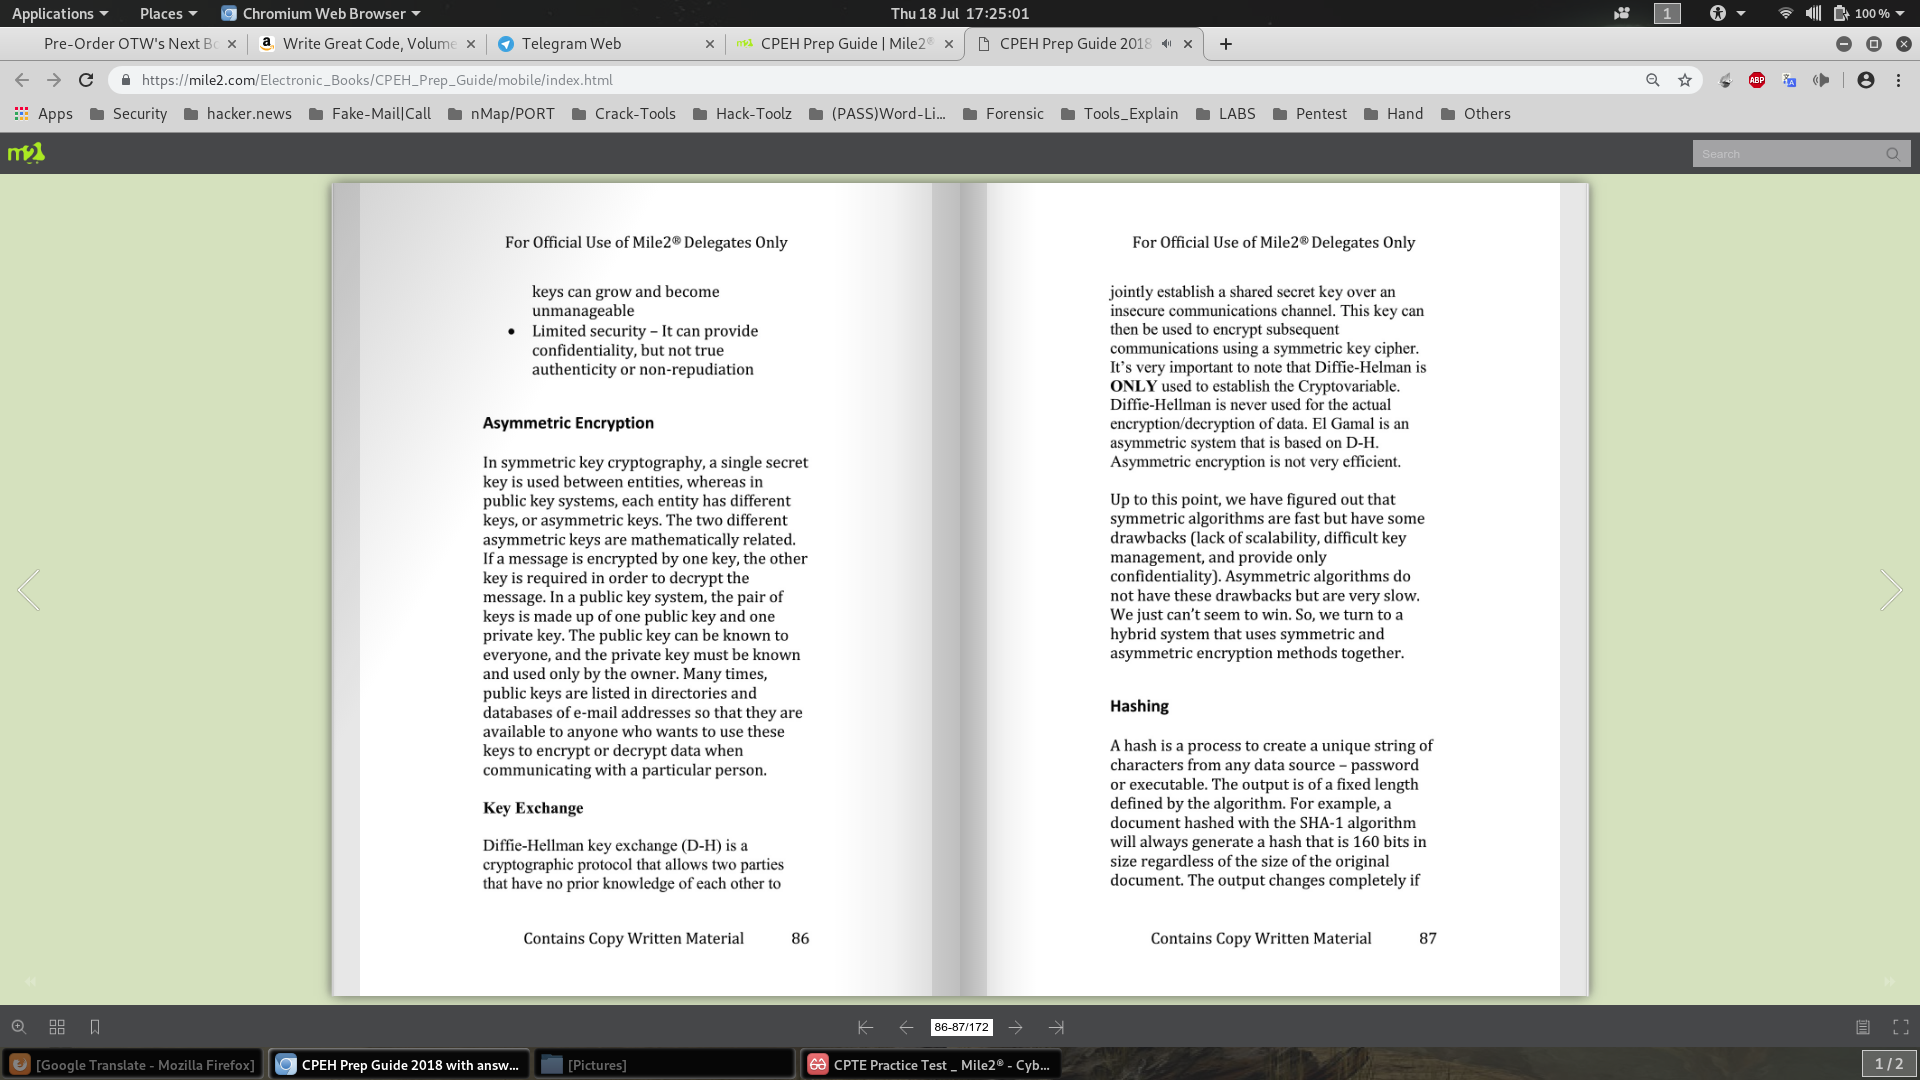 Applications
Places
Chromium Web Browser
Thu 18 Jul  17:25:01
1
100 %
Pre-Order OTW's Next Bo
Write Great Code, Volume
Telegram Web
CPEH Prep Guide | Mile2®
CPEH Prep Guide 2018
https://mile2.com/Electronic_Books/CPEH_Prep_Guide/mobile/index.html
ABP
Apps
Security
hacker.news
Fake-Mail|Call
nMap/PORT
Crack-Tools
Hack-Toolz
(PASS)Word-Li...
Forensic
Tools_Explain
LABS
Pentest
Hand
Others
m2
Search
For Official Use of Mile2® Delegates Only
keys can grow and become
unmanageable
• Limited security – It can provide
confidentiality, but not true
authenticity or non-repudiation
Asymmetric Encryption
In symmetric key cryptography, a single secret
key is used between entities, whereas in
public key systems, each entity has different
keys, or asymmetric keys. The two different
asymmetric keys are mathematically related.
If a message is encrypted by one key, the other
key is required in order to decrypt the
message. In a public key system, the pair of
keys is made up of one public key and one
private key. The public key can be known to
everyone, and the private key must be known
and used only by the owner. Many times,
public keys are listed in directories and
databases of e-mail addresses so that they are
available to anyone who wants to use these
keys to encrypt or decrypt data when
communicating with a particular person.
Key Exchange
Diffie-Hellman key exchange (D-H) is a
cryptographic protocol that allows two parties
that have no prior knowledge of each other to
Contains Copy Written Material 86
For Official Use of Mile2® Delegates Only
jointly establish a shared secret key over an
insecure communications channel. This key can
then be used to encrypt subsequent
communications using a symmetric key cipher.
It's very important to note that Diffie-Helman is
ONLY used to establish the Cryptovariable.
Diffie-Hellman is never used for the actual
encryption/decryption of data. El Gamal is an
asymmetric system that is based on D-H.
Asymmetric encryption is not very efficient.
Up to this point, we have figured out that
symmetric algorithms are fast but have some
drawbacks (lack of scalability, difficult key
management, and provide only
confidentiality). Asymmetric algorithms do
not have these drawbacks but are very slow.
We just can't seem to win. So, we turn to a
hybrid system that uses symmetric and
asymmetric encryption methods together.
Hashing
A hash is a process to create a unique string of
characters from any data source – password
or executable. The output is of a fixed length
defined by the algorithm. For example, a
document hashed with the SHA-1 algorithm
will always generate a hash that is 160 bits in
size regardless of the size of the original
document. The output changes completely if
Contains Copy Written Material 87
86-87/172
[Google Translate - Mozilla Firefox]
CPEH Prep Guide 2018 with answ...
[Pictures]
CPTE Practice Test _ Mile2® - Cyb...
1 / 2